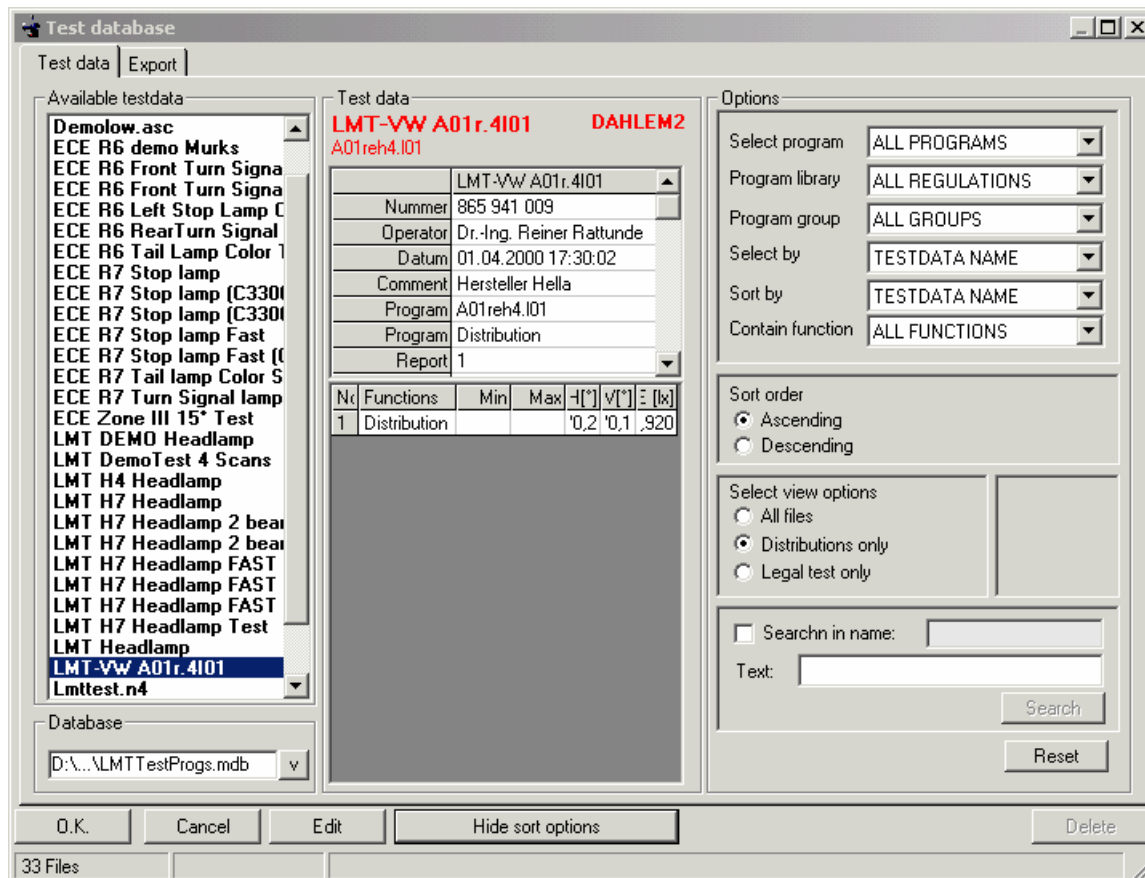 Test database
Test data
Export
Available testdata
Demolow.asc
ECE R6 demo Murks
ECE R6 Front Turn Signa
ECE R6 Front Turn Signa
ECE R6 Left Stop Lamp C
ECE R6 RearTurn Signal
ECE R6 Tail Lamp Color T
ECE R7 Stop lamp
ECE R7 Stop lamp (C330
ECE R7 Stop lamp (C330
ECE R7 Stop lamp Fast
ECE R7 Stop lamp Fast (
ECE R7 Tail lamp Color S
ECE R7 Turn Signal lamp
ECE Zone III 15° Test
LMT DEMO Headlamp
LMT DemoTest 4 Scans
LMT H4 Headlamp
LMT H7 Headlamp
LMT H7 Headlamp 2 bea
LMT H7 Headlamp 2 bea
LMT H7 Headlamp FAST
LMT H7 Headlamp FAST
LMT H7 Headlamp FAST
LMT H7 Headlamp Test
LMT Headlamp
LMT-VW A01r.4I01
Lmttest.n4
Database
D:\...\LMTTestProgs.mdb
v
Test data
LMT-VW A01r.4I01 DAHLEM2
A01reh4.I01
LMT-VW A01r.4I01
Nummer 865 941 009
Operator Dr.-Ing. Reiner Rattunde
Datum 01.04.2000 17:30:02
Comment Hersteller Hella
Program A01reh4.I01
Program Distribution
Report 1
Functions Min Max H[°] V[°] [lx]
1 Distribution '0,2 '0,1 ,920
Options
Select program ALL PROGRAMS
Program library ALL REGULATIONS
Program group ALL GROUPS
Select by TESTDATA NAME
Sort by TESTDATA NAME
Contain function ALL FUNCTIONS
Sort order
Ascending
Descending
Select view options
All files
Distributions only
Legal test only
Searchn in name:
Text:
Search
Reset
O.K. Cancel Edit Hide sort options Delete
33 Files